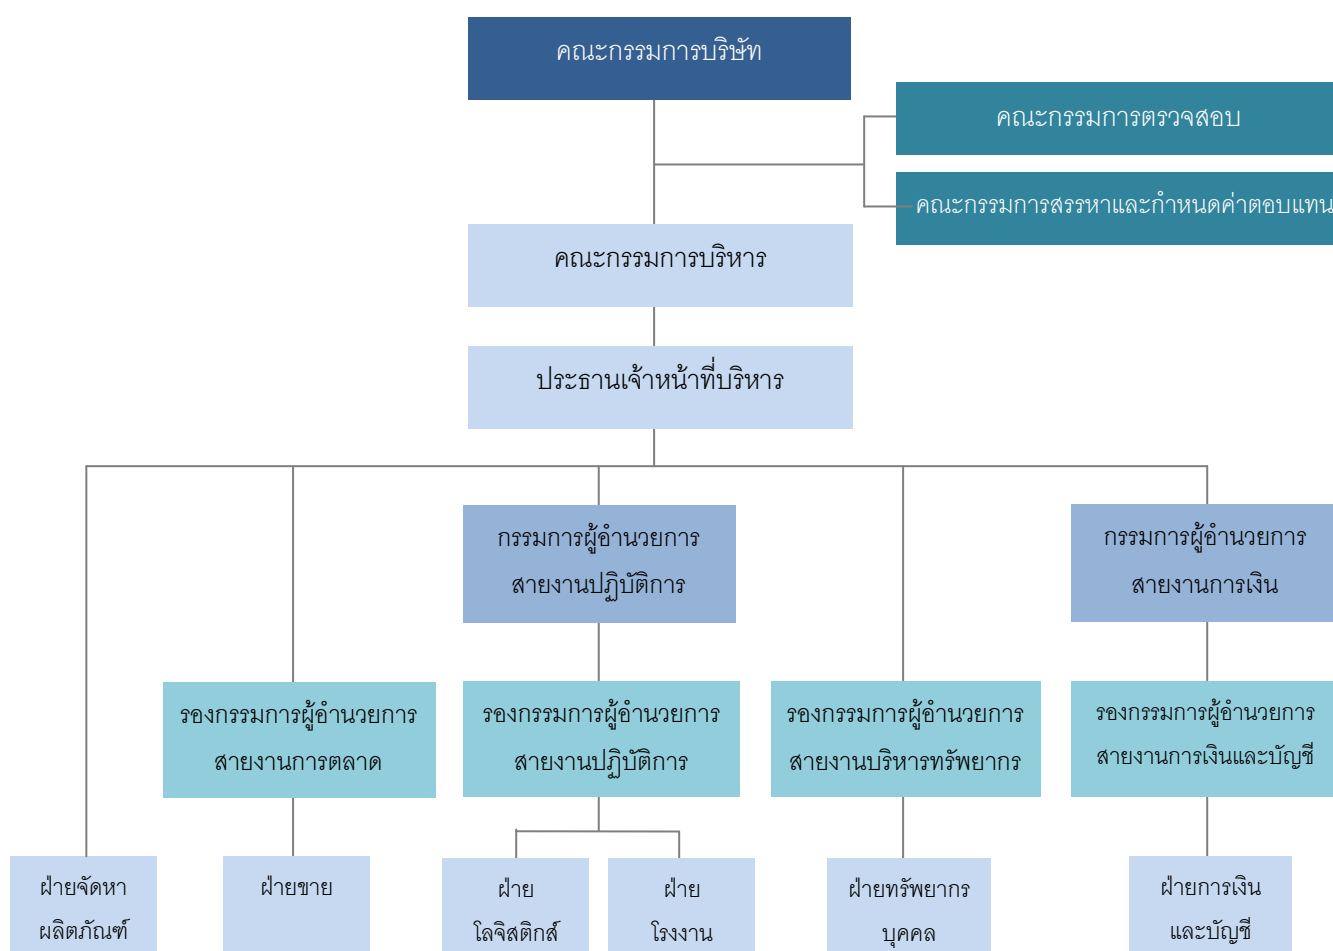 คณะกรรมการบริษัท
คณะกรรมการตรวจสอบ
คณะกรรมการสรรหาและกำหนดค่าตอบแทน
คณะกรรมการบริหาร
ประธานเจ้าหน้าที่บริหาร
กรรมการผู้อำนวยการ
สายงานปฏิบัติการ
กรรมการผู้อำนวยการ
สายงานการเงิน
รองกรรมการผู้อำนวยการ
สายงานการตลาด
รองกรรมการผู้อำนวยการ
สายงานปฏิบัติการ
รองกรรมการผู้อำนวยการ
สายงานบริหารทรัพยากร
รองกรรมการผู้อำนวยการ
สายงานการเงินและบัญชี
ฝ่ายจัดหา
ผลิตภัณฑ์
ฝ่ายขาย
ฝ่าย
โลจิสติกส์
ฝ่าย
โรงงาน
ฝ่ายทรัพยากร
บุคคล
ฝ่ายการเงิน
และบัญชี